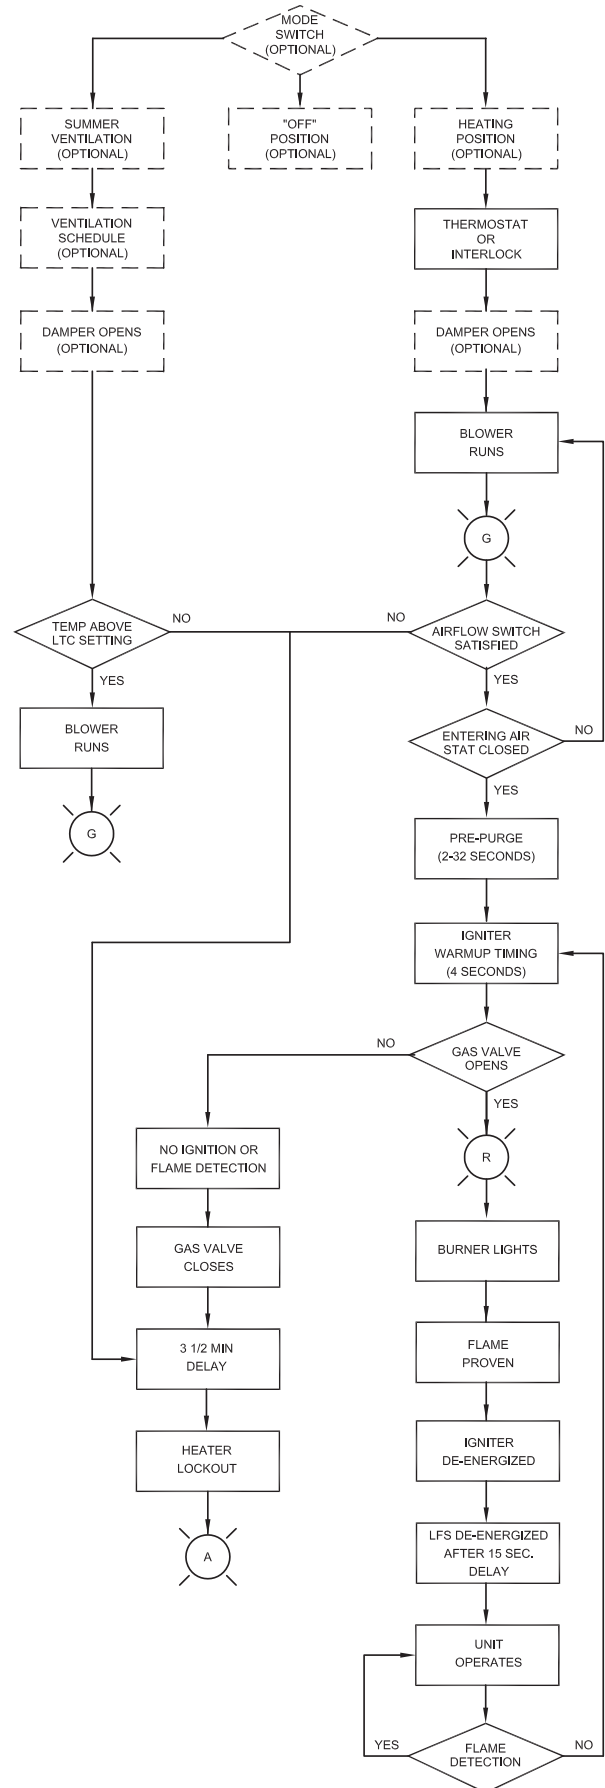 MODE
SWITCH
(OPTIONAL)
SUMMER
VENTILATION
(OPTIONAL)
"OFF"
POSITION
(OPTIONAL)
HEATING
POSITION
(OPTIONAL)
VENTILATION
SCHEDULE
(OPTIONAL)
THERMOSTAT
OR
INTERLOCK
DAMPER OPENS
(OPTIONAL)
DAMPER OPENS
(OPTIONAL)
BLOWER
RUNS
G
TEMP ABOVE
LTC SETTING
NO
NO
AIRFLOW SWITCH
SATISFIED
YES
YES
BLOWER
RUNS
ENTERING AIR
STAT CLOSED
NO
YES
G
PRE-PURGE
(2-32 SECONDS)
IGNITER
WARMUP TIMING
(4 SECONDS)
NO
GAS VALVE
OPENS
YES
NO IGNITION OR
FLAME DETECTION
R
GAS VALVE
CLOSES
BURNER LIGHTS
3 1/2 MIN
DELAY
FLAME
PROVEN
HEATER
LOCKOUT
IGNITER
DE-ENERGIZED
A
LFS DE-ENERGIZED
AFTER 15 SEC.
DELAY
UNIT
OPERATES
YES
FLAME
DETECTION
NO